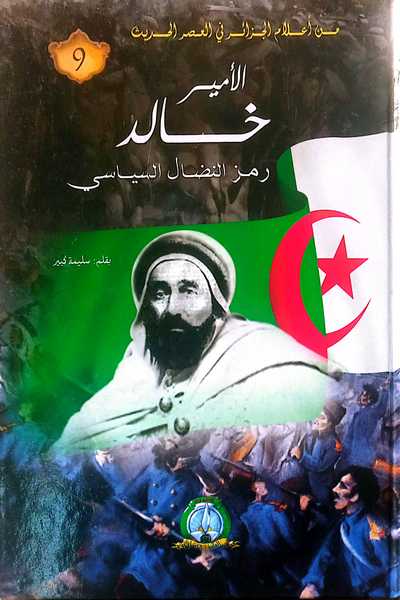 من أعلام الجزائر في العصر الحديث
9
الأمير
خالد
رمز النضال السياسي
بقلم: سليمة كبير